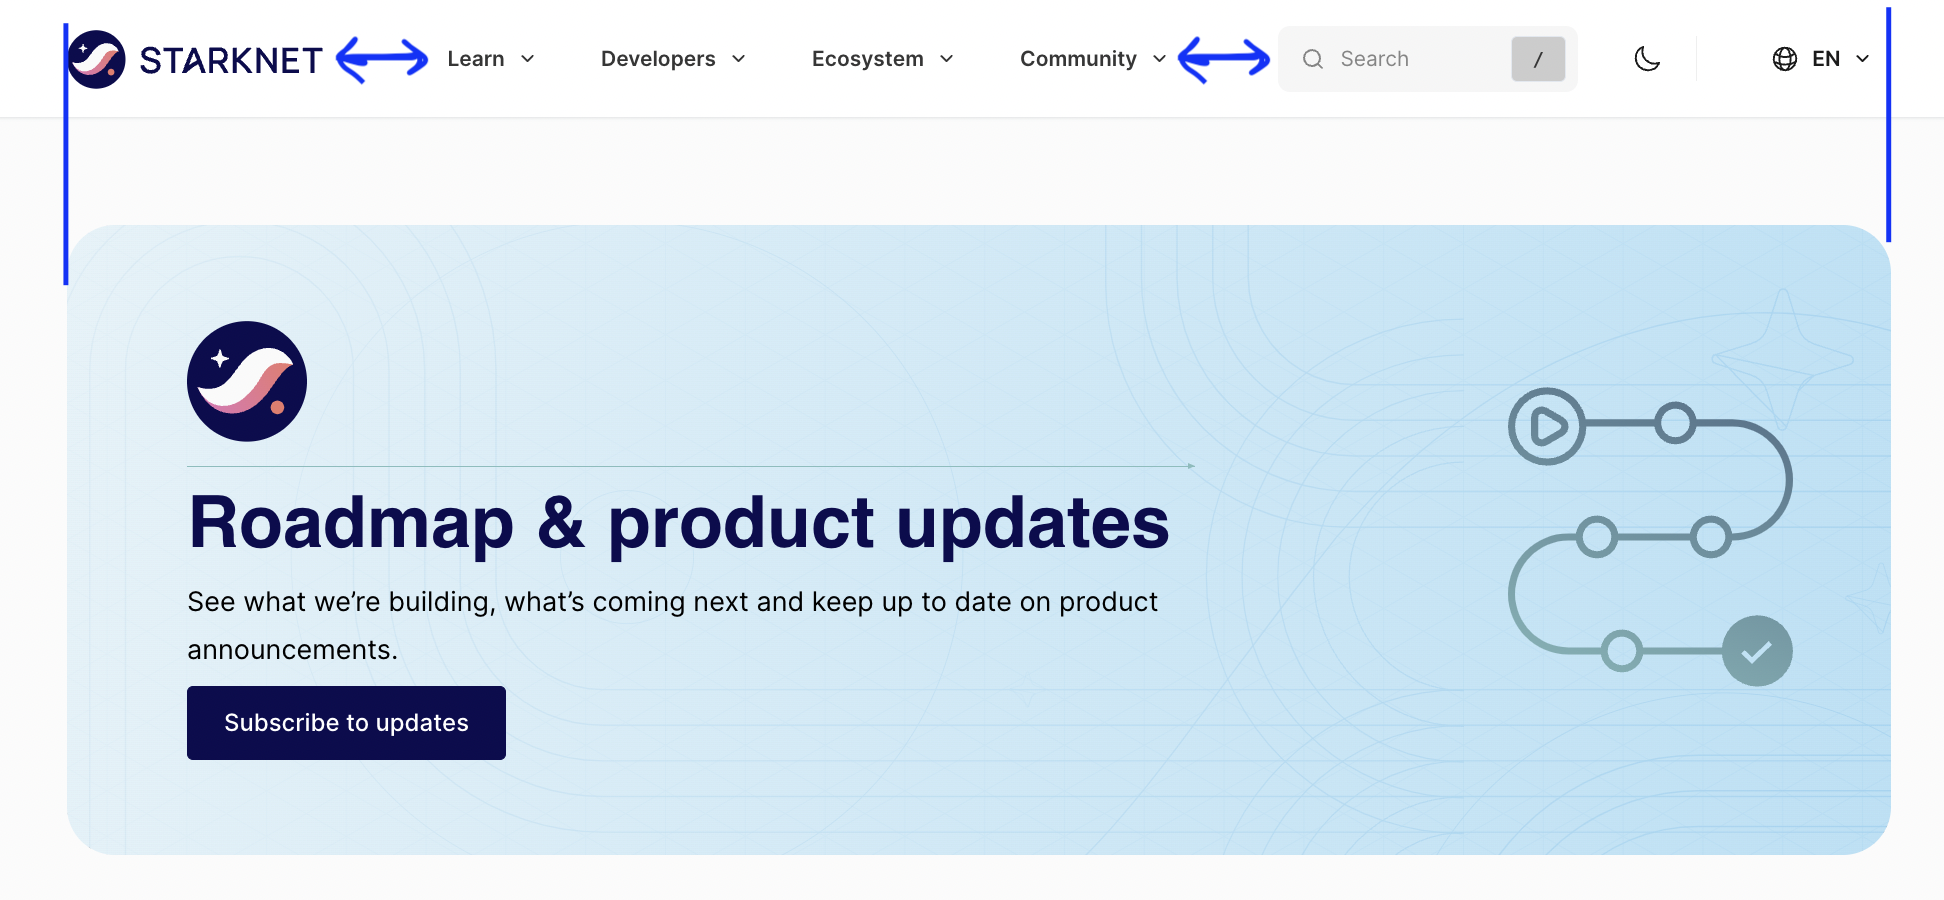 STARKNET Learn Developers Ecosystem Community Search / EN
Roadmap & product updates
See what we’re building, what’s coming next and keep up to date on product
announcements.
Subscribe to updates